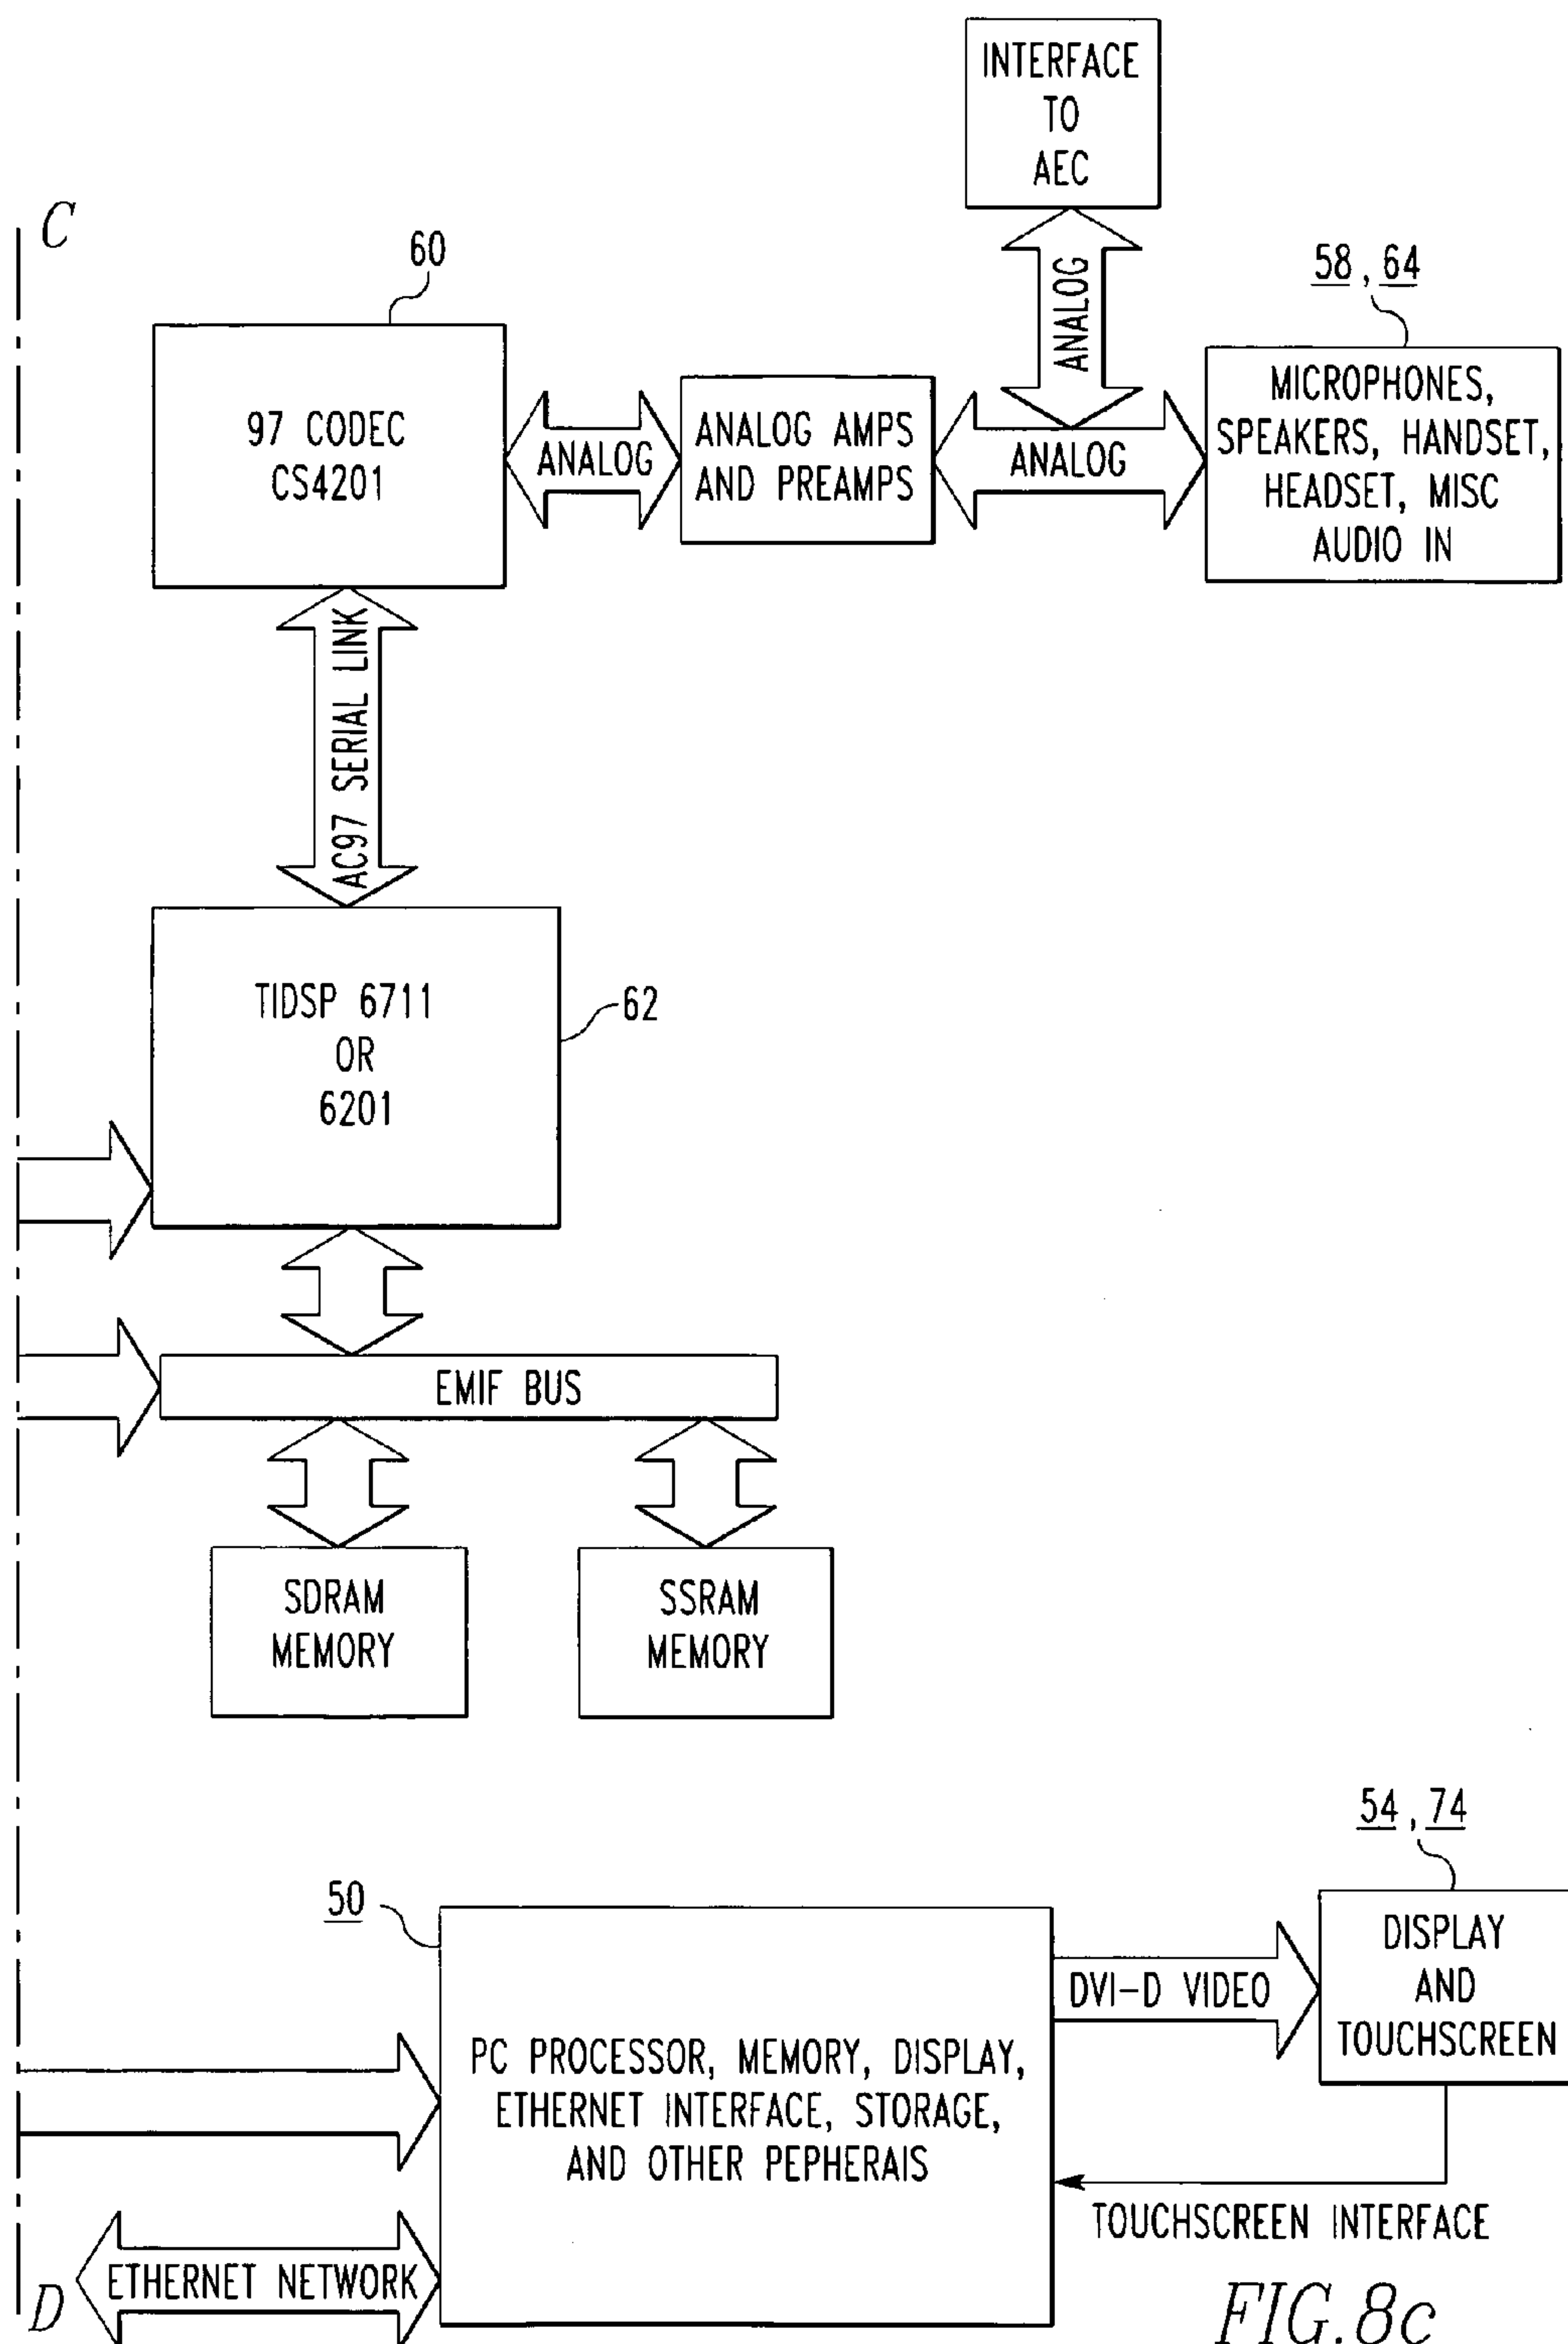 INTERFACE
TO
AEC
C
60
58, 64
ANALOG
97 CODEC
CS4201
ANALOG
ANALOG AMPS
AND PREAMPS
ANALOG
MICROPHONES,
SPEAKERS, HANDSET,
HEADSET, MISC
AUDIO IN
AC97 SERIAL LINK
TIDSP 6711
OR
6201
62
EMIF BUS
SDRAM
MEMORY
SSRAM
MEMORY
54, 74
50
DISPLAY
AND
TOUCHSCREEN
DVI-D VIDEO
PC PROCESSOR, MEMORY, DISPLAY,
ETHERNET INTERFACE, STORAGE,
AND OTHER PEPHERAIS
TOUCHSCREEN INTERFACE
ETHERNET NETWORK
D
FIG.8c